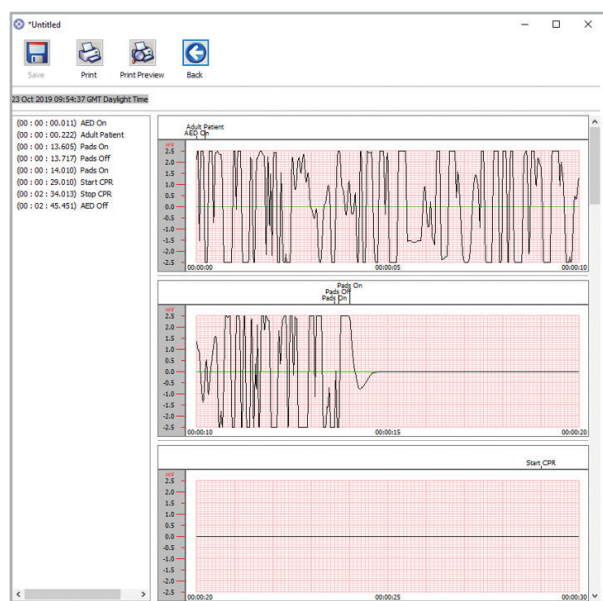 *Untitled
Save Print Print Preview Back
23 Oct 2019 09:54:37 GMT Daylight Time
(00 : 00 : 00.011) AED On
(00 : 00 : 00.222) Adult Patient
(00 : 00 : 13.605) Pads On
(00 : 00 : 13.717) Pads Off
(00 : 00 : 14.010) Pads On
(00 : 00 : 29.010) Start CPR
(00 : 02 : 34.013) Stop CPR
(00 : 02 : 45.451) AED Off
Adult Patient
AED On
mV
2.5
2.0
1.5
1.0
0.5
0.0
-0.5
-1.0
-1.5
-2.0
-2.5
00:00:00 00:00:05 00:00:10
Pads On
Pads Off
Pads On
mV
2.5
2.0
1.5
1.0
0.5
0.0
-0.5
-1.0
-1.5
-2.0
-2.5
00:00:10 00:00:15 00:00:20
Start CPR
mV
2.5
2.0
1.5
1.0
0.5
0.0
-0.5
-1.0
-1.5
-2.0
-2.5
00:00:20 00:00:25 00:00:30